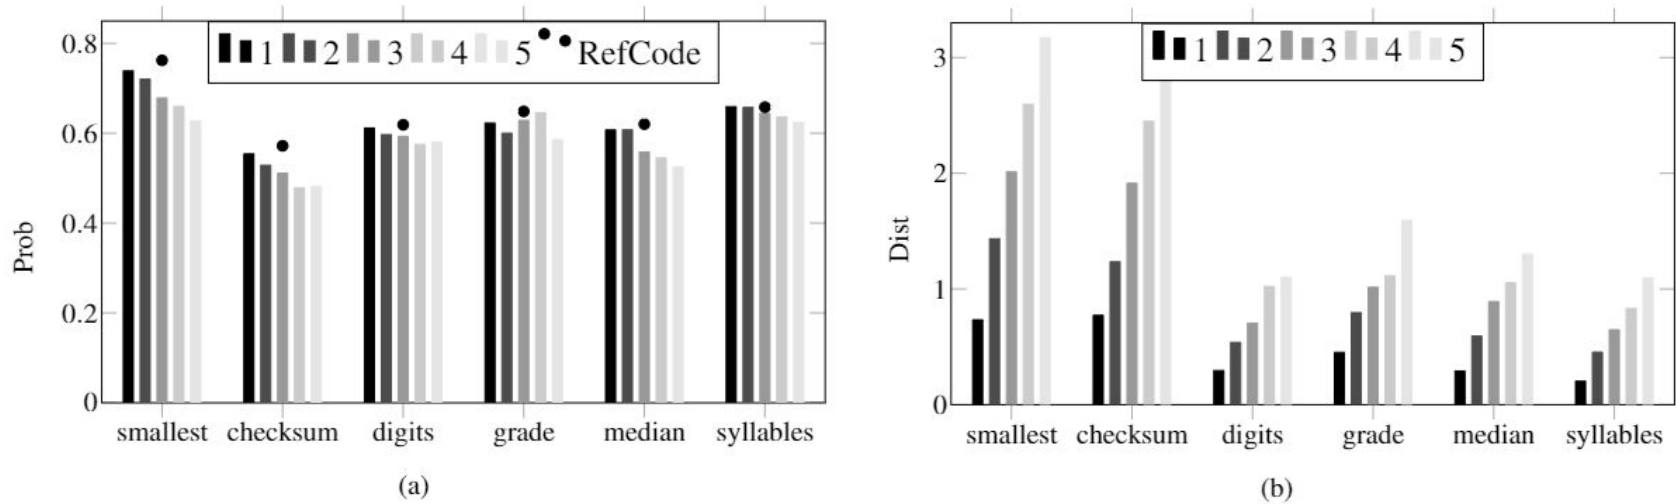 0.8
0.6
0.4
0.2
0
Prob
1 2 3 4 5 RefCode
smallest checksum digits grade median syllables
(a)
3
2
1
0
Dist
1 2 3 4 5
smallest checksum digits grade median syllables
(b)